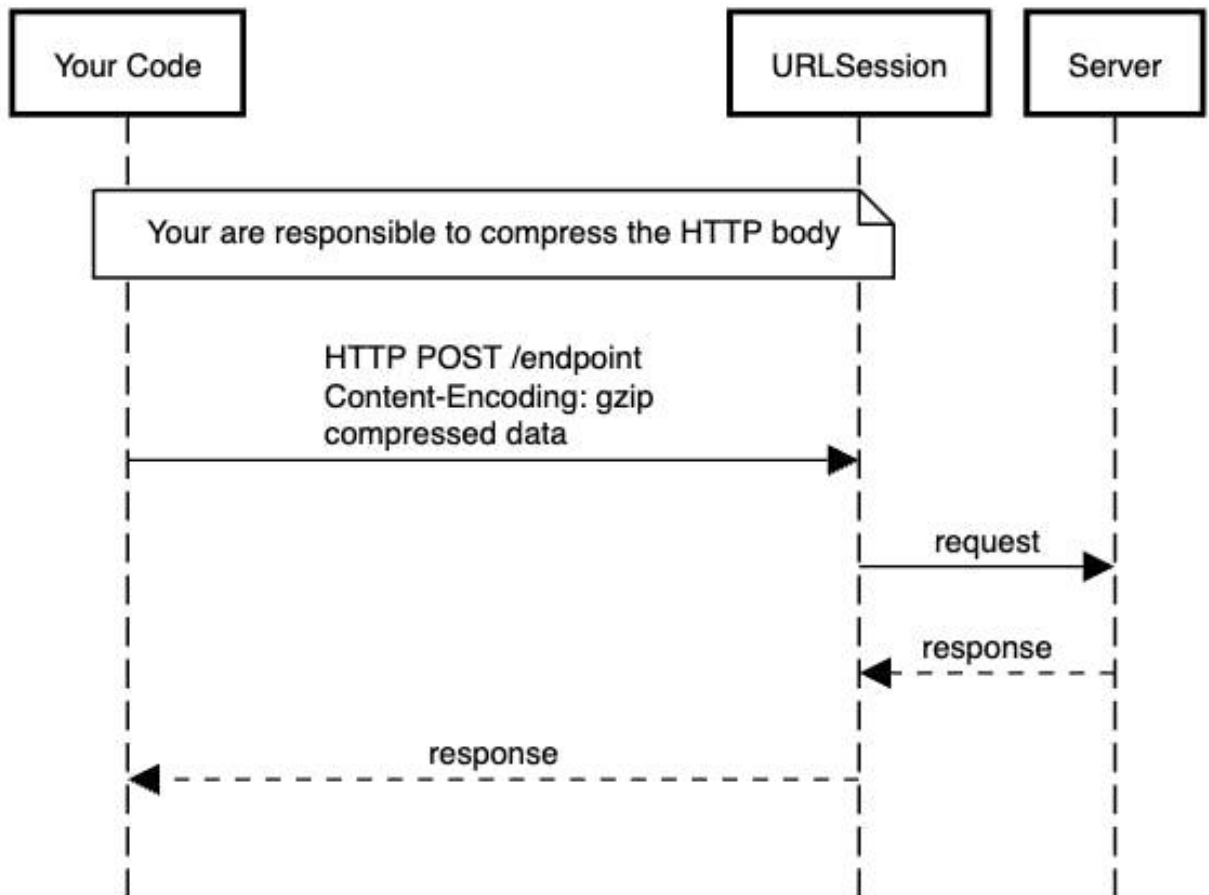 Your Code
URLSession
Server
Your are responsible to compress the HTTP body
HTTP POST /endpoint
Content-Encoding: gzip
compressed data
request
response
response